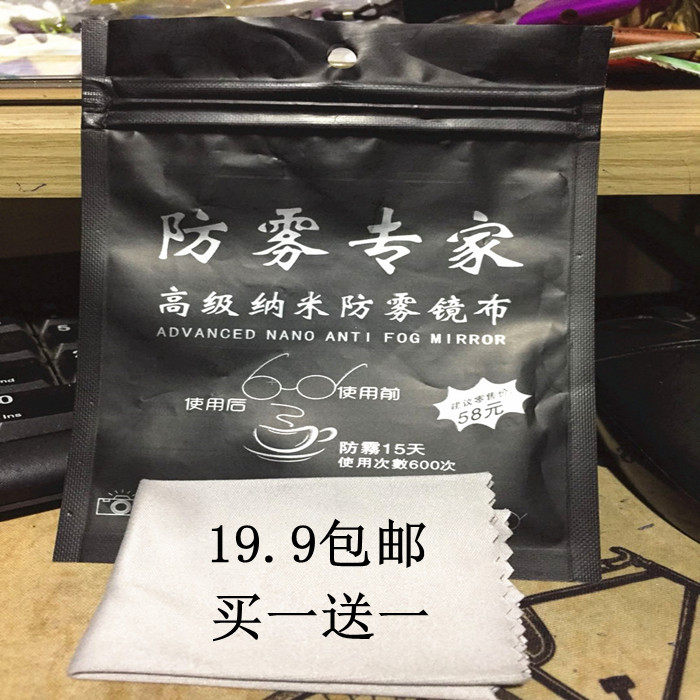 防雾专家
高级纳米防雾镜布
ADVANCED NANO ANTI FOG MIRROR
使用后
使用前
建议零售价
58元
防霧15天
使用次數600次
19.9包邮
买一送一